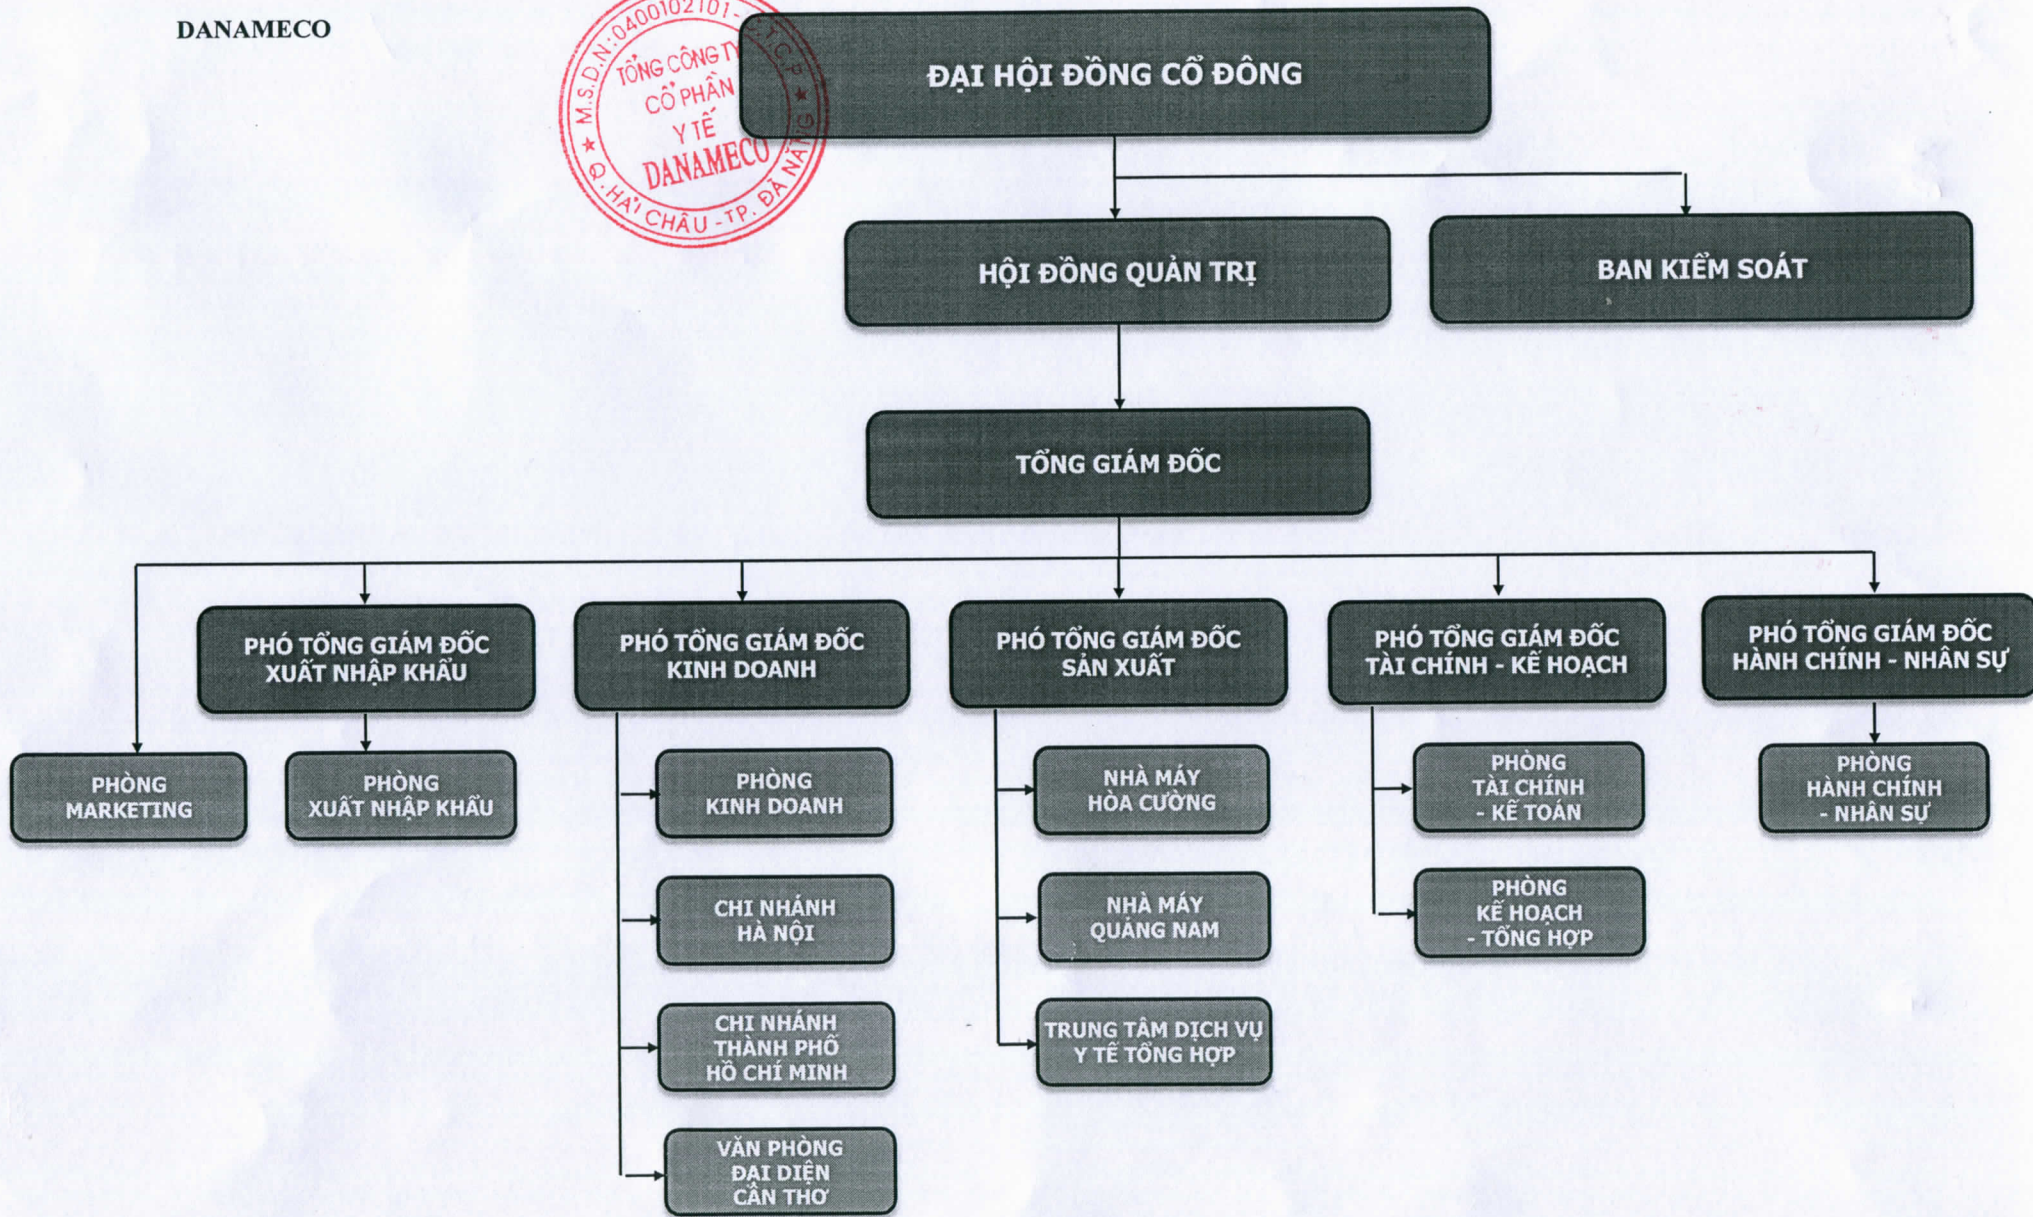 DANAMECO
M.S.D.N:0400102101-
T.C.P
TỔNG CÔNG TY
CỔ PHẦN
Y TẾ
DANAMECO
Q. HẢI CHÂU - TP. ĐÀ NẴNG
ĐẠI HỘI ĐỒNG CỔ ĐÔNG
HỘI ĐỒNG QUẢN TRỊ
BAN KIỂM SOÁT
TỔNG GIÁM ĐỐC
PHÓ TỔNG GIÁM ĐỐC
XUẤT NHẬP KHẨU
PHÓ TỔNG GIÁM ĐỐC
KINH DOANH
PHÓ TỔNG GIÁM ĐỐC
SẢN XUẤT
PHÓ TỔNG GIÁM ĐỐC
TÀI CHÍNH - KẾ HOẠCH
PHÓ TỔNG GIÁM ĐỐC
HÀNH CHÍNH - NHÂN SỰ
PHÒNG
MARKETING
PHÒNG
XUẤT NHẬP KHẨU
PHÒNG
KINH DOANH
NHÀ MÁY
HÒA CƯỜNG
PHÒNG
TÀI CHÍNH
- KẾ TOÁN
PHÒNG
HÀNH CHÍNH
- NHÂN SỰ
CHI NHÁNH
HÀ NỘI
NHÀ MÁY
QUẢNG NAM
PHÒNG
KẾ HOẠCH
- TỔNG HỢP
CHI NHÁNH
THÀNH PHỐ
HỒ CHÍ MINH
TRUNG TÂM DỊCH VỤ
Y TẾ TỔNG HỢP
VĂN PHÒNG
ĐẠI DIỆN
CẦN THƠ